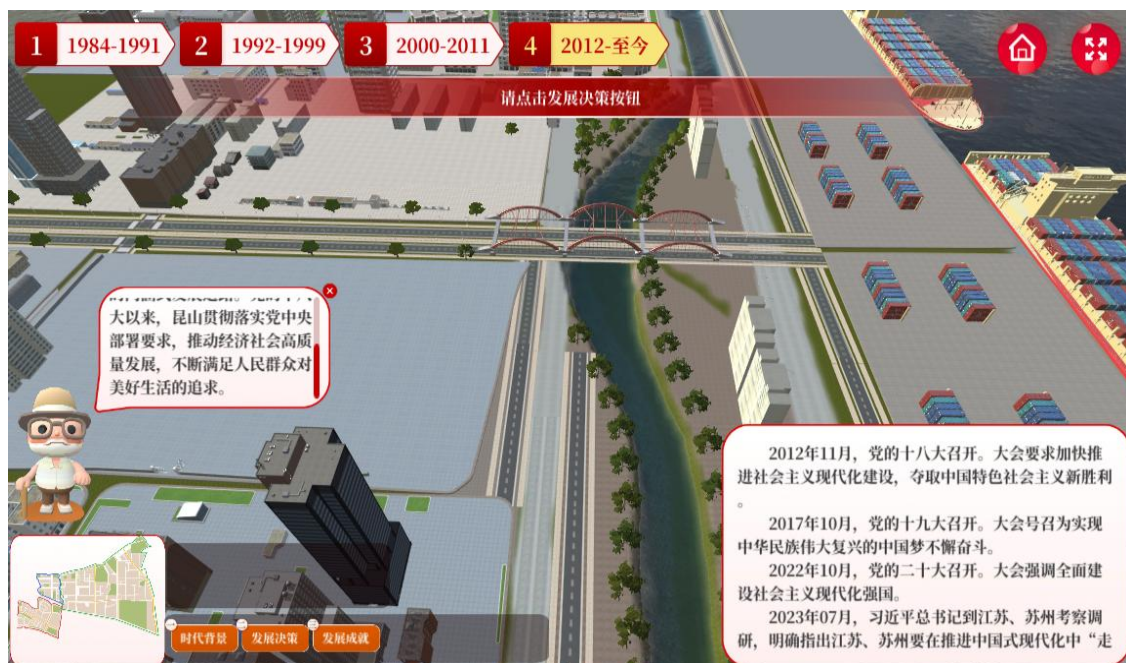 1 1984-1991 2 1992-1999 3 2000-2011 4 2012-至今
请点击发展决策按钮
大以来，昆山贯彻落实党中央
部署要求，推动经济社会高质
量发展，不断满足人民群众对
美好生活的追求。
2012年11月，党的十八大召开。大会要求加快推
进社会主义现代化建设，夺取中国特色社会主义新胜利
。
2017年10月，党的十九大召开。大会号召为实现
中华民族伟大复兴的中国梦不懈奋斗。
2022年10月，党的二十大召开。大会强调全面建
设社会主义现代化强国。
2023年07月，习近平总书记到江苏、苏州考察调
研，明确指出江苏、苏州要在推进中国式现代化中“走
一 时代背景 二 发展决策 三 发展成就